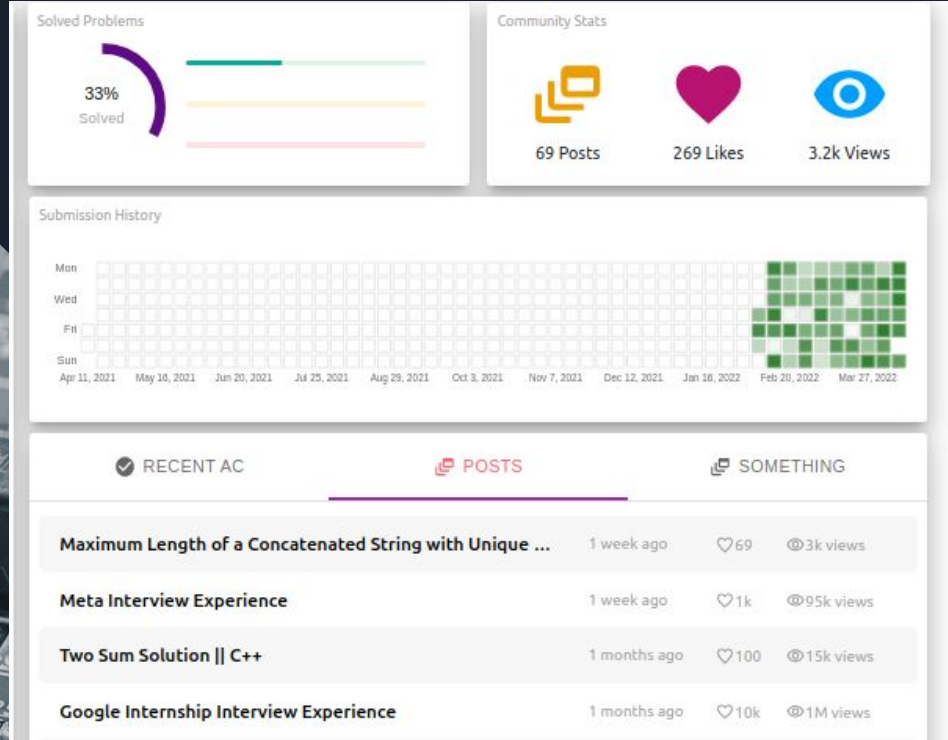 Solved Problems
33%
Solved
Community Stats
69 Posts
269 Likes
3.2k Views
Submission History
Mon
Wed
Fri
Sun
Apr 11, 2021 May 16, 2021 Jun 20, 2021 Jul 25, 2021 Aug 29, 2021 Oct 3, 2021 Nov 7, 2021 Dec 12, 2021 Jan 16, 2022 Feb 20, 2022 Mar 27, 2022
RECENT AC POSTS SOMETHING
Maximum Length of a Concatenated String with Unique ... 1 week ago 69 3k views
Meta Interview Experience 1 week ago 1k 95k views
Two Sum Solution || C++ 1 months ago 100 15k views
Google Internship Interview Experience 1 months ago 10k 1M views